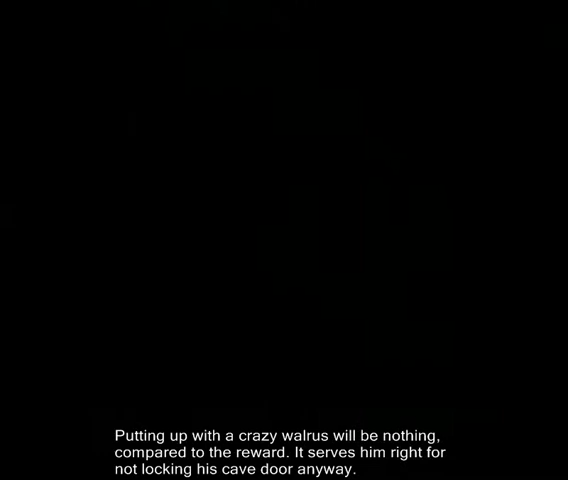 Putting up with a crazy walrus will be nothing,
compared to the reward. It serves him right for
not locking his cave door anyway.